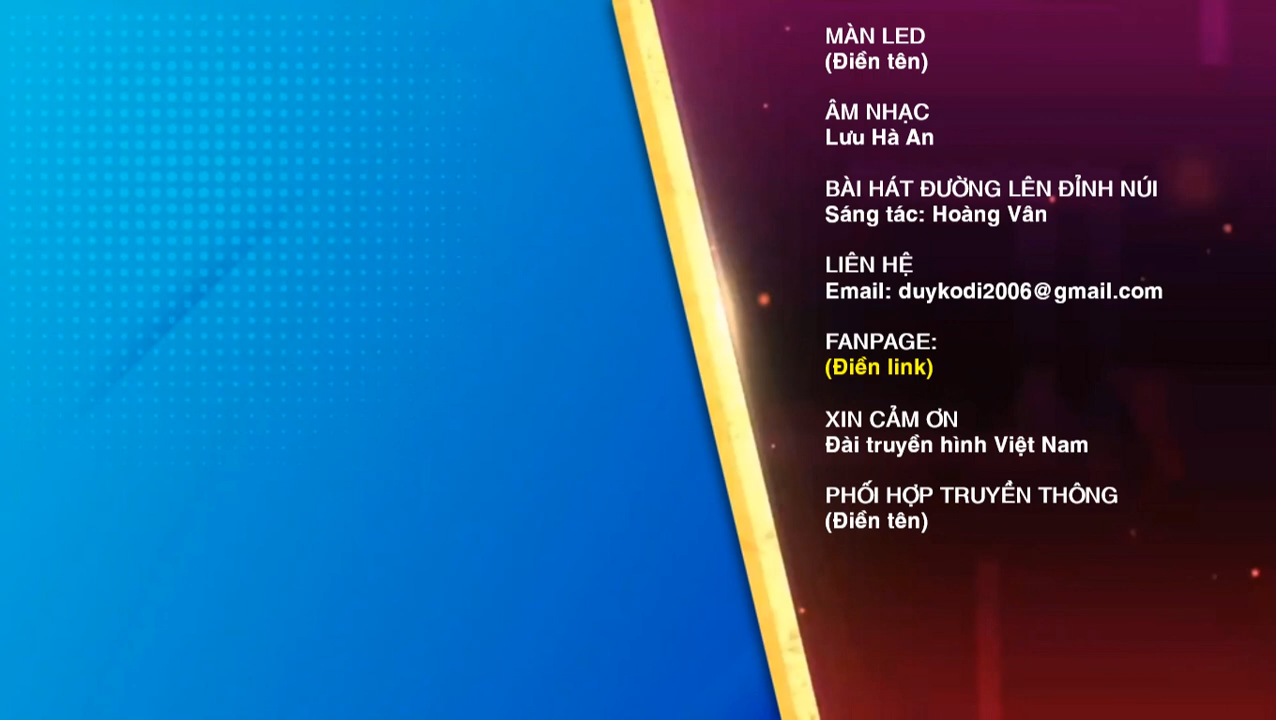 MÀN LED
(Điền tên)
ÂM NHẠC
Lưu Hà An
BÀI HÁT ĐƯỜNG LÊN ĐỈNH NÚI
Sáng tác: Hoàng Vân
LIÊN HỆ
Email: duykodi2006@gmail.com
FANPAGE:
(Điền link)
XIN CẢM ƠN
Đài truyền hình Việt Nam
PHỐI HỢP TRUYỀN THÔNG
(Điền tên)